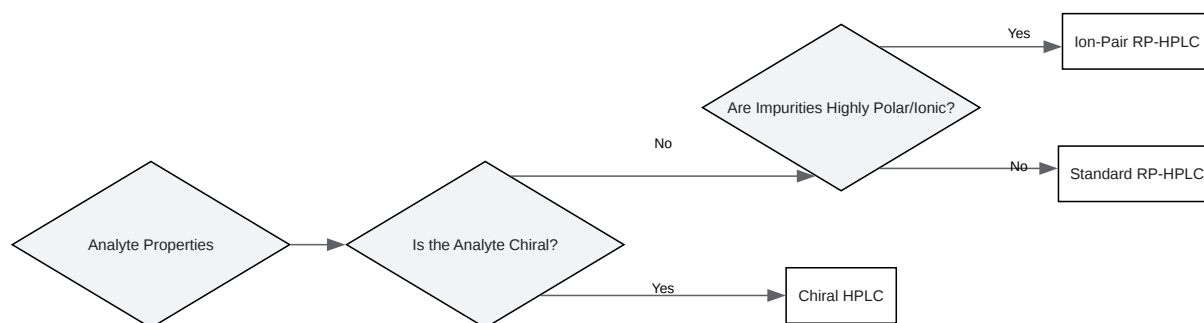 Analyte Properties
Is the Analyte Chiral?
No
Are Impurities Highly Polar/Ionic?
Yes
Ion-Pair RP-HPLC
No
Standard RP-HPLC
Yes
Chiral HPLC